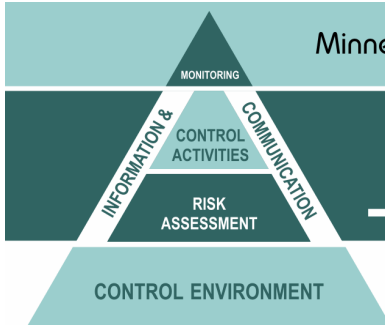 Minne
MONITORING
INFORMATION &
COMMUNICATION
CONTROL
ACTIVITIES
RISK
ASSESSMENT
CONTROL ENVIRONMENT